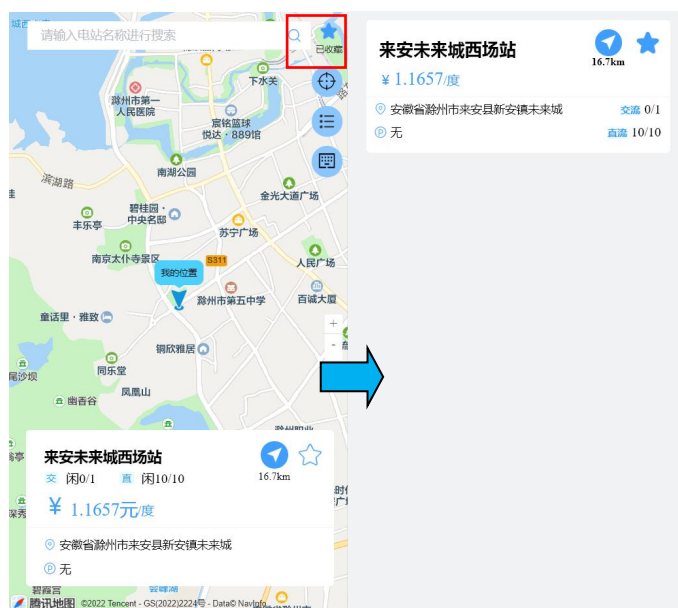 请输入电站名称进行搜索
已收藏
下水关
滁州市第一
人民医院
宸铭蓝球
悦达·889馆
南湖公园
滨湖路
金光大道广场
碧桂园·
中央名邸
丰乐亭
苏宁广场
南京太仆寺景区
S311
人民广场
我的位置
滁州市第五中学
百诚大厦
童话里·雅致
+
铜欣雅居
-
同乐堂
尾沙坝
凤凰山
幽香谷
来安未来城西场站
交 闲0/1 直 闲10/10
16.7km
¥ 1.1657元/度
安徽省滁州市来安县新安镇未来城
P 无
碧霞宫
腾讯地图 ©2022 Tencent - GS(2022)2224号 - Data© NavInfo
来安未来城西场站
16.7km
¥ 1.1657/度
安徽省滁州市来安县新安镇未来城 交流 0/1
P 无 直流 10/10